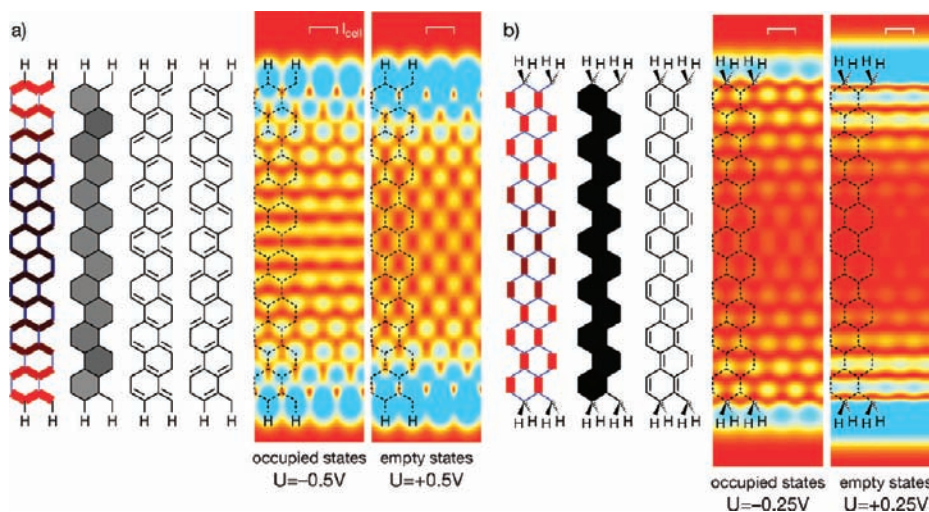 a)
H H H H H H H H
l_cell
H H
b)
H H H H H H
H H
H H
H H H H H H H H
H H
H H H H H H
H H
H H
occupied states
U=−0.5V
empty states
U=+0.5V
occupied states
U=−0.25V
empty states
U=+0.25V